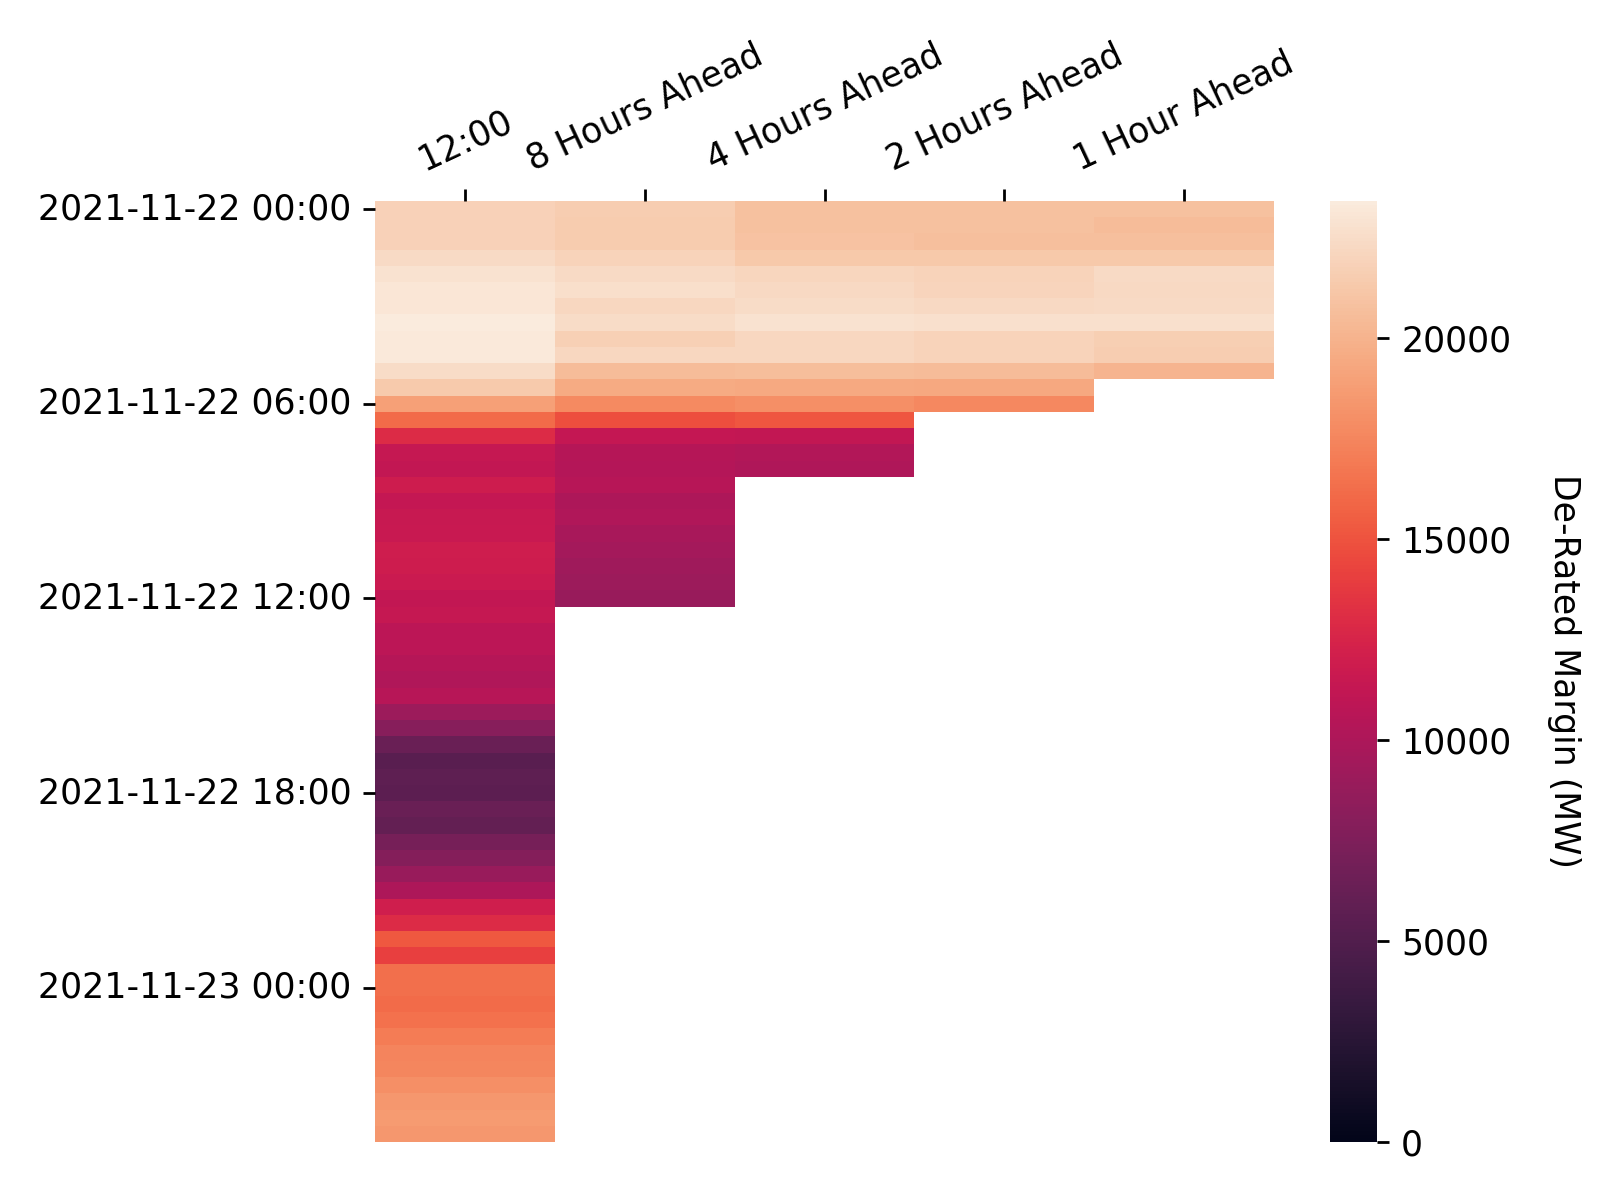 12:00
8 Hours Ahead
4 Hours Ahead
2 Hours Ahead
1 Hour Ahead
2021-11-22 00:00
2021-11-22 06:00
2021-11-22 12:00
2021-11-22 18:00
2021-11-23 00:00
20000
15000
10000
5000
0
De-Rated Margin (MW)